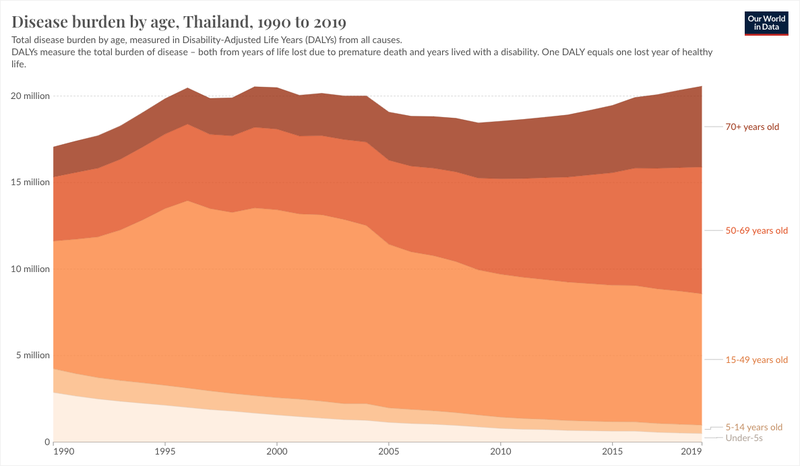 Disease burden by age, Thailand, 1990 to 2019
Our World
in Data
Total disease burden by age, measured in Disability-Adjusted Life Years (DALYs) from all causes.
DALYs measure the total burden of disease – both from years of life lost due to premature death and years lived with a disability. One DALY equals one lost year of healthy
life.
20 million
15 million
10 million
5 million
0
70+ years old
50-69 years old
15-49 years old
5-14 years old
Under-5s
1990
1995
2000
2005
2010
2015
2019